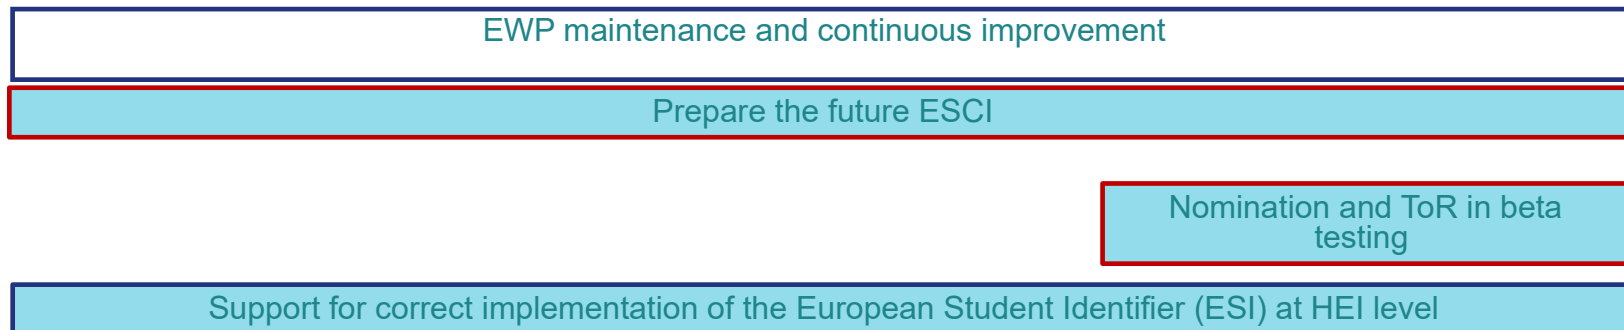 EWP maintenance and continuous improvement
Prepare the future ESCI
Nomination and ToR in beta
testing
Support for correct implementation of the European Student Identifier (ESI) at HEI level